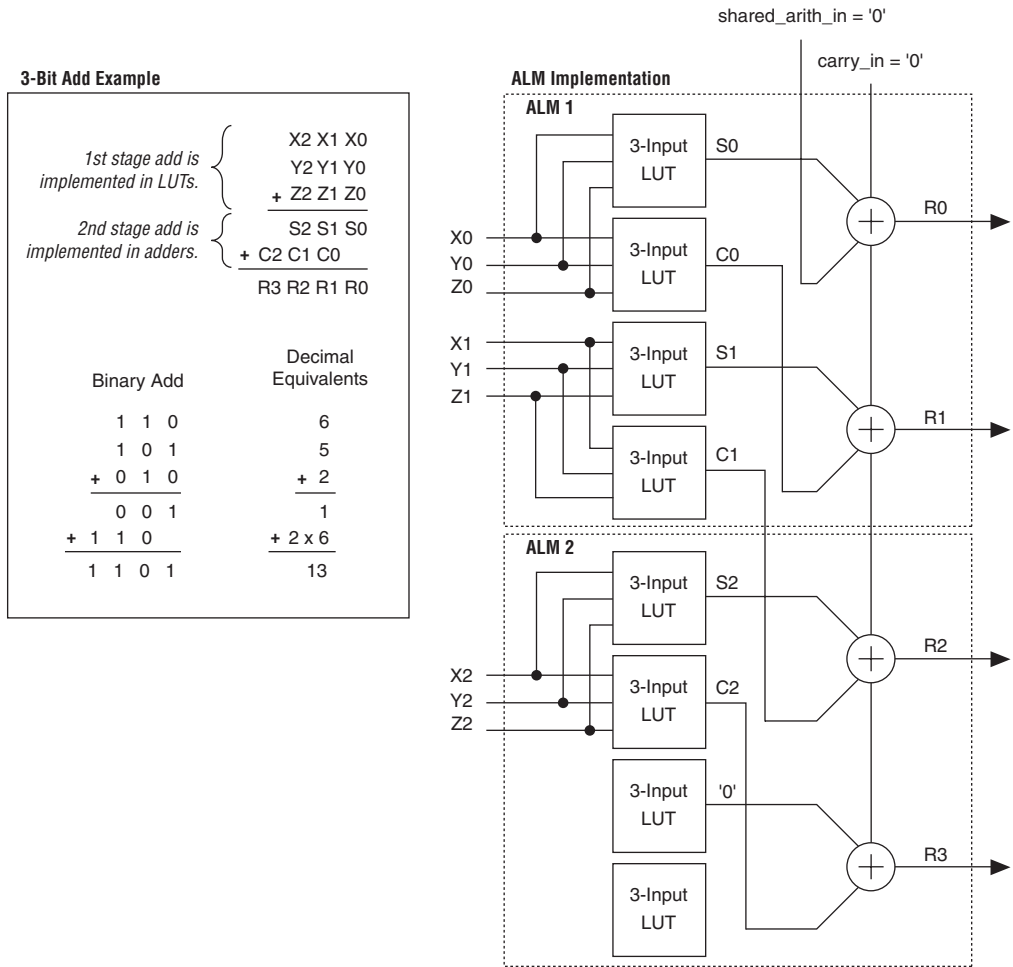 shared_arith_in = '0'
carry_in = '0'
3-Bit Add Example
1st stage add is
implemented in LUTs.
X2 X1 X0
Y2 Y1 Y0
+ Z2 Z1 Z0
2nd stage add is
implemented in adders.
S2 S1 S0
+ C2 C1 C0
R3 R2 R1 R0
Binary Add
1 1 0
1 0 1
+ 0 1 0
0 0 1
+ 1 1 0
1 1 0 1
Decimal
Equivalents
6
5
+ 2
1
+ 2 x 6
13
ALM Implementation
ALM 1
3-Input
LUT
S0
R0
X0
Y0
Z0
3-Input
LUT
C0
X1
Y1
Z1
3-Input
LUT
S1
R1
3-Input
LUT
C1
ALM 2
3-Input
LUT
S2
R2
X2
Y2
Z2
3-Input
LUT
C2
3-Input
LUT
'0'
R3
3-Input
LUT